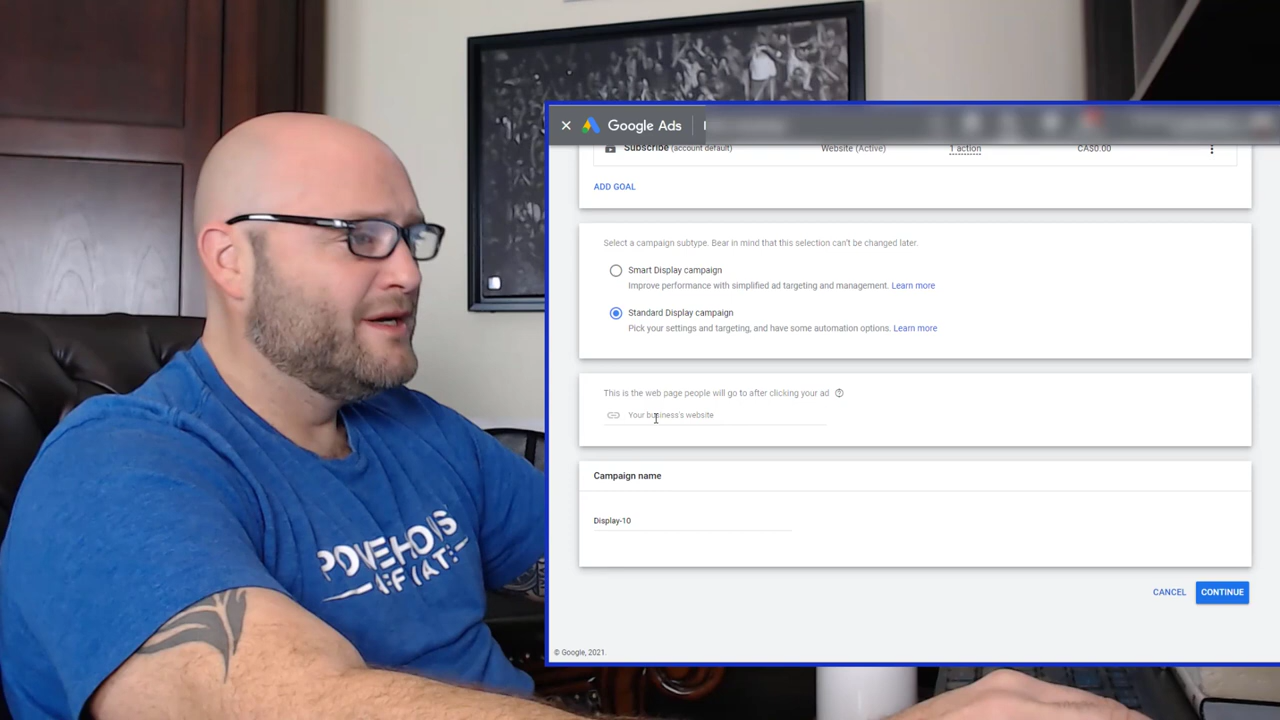 Google Ads
Subscribe (account default) Website (Active) 1 action CA$0.00
ADD GOAL
Select a campaign subtype. Bear in mind that this selection can't be changed later.
Smart Display campaign
Improve performance with simplified ad targeting and management. Learn more
Standard Display campaign
Pick your settings and targeting, and have some automation options. Learn more
This is the web page people will go to after clicking your ad
Your business's website
Campaign name
Display-10
CANCEL CONTINUE
© Google, 2021.
POWERHOUSE
AFFILIATE